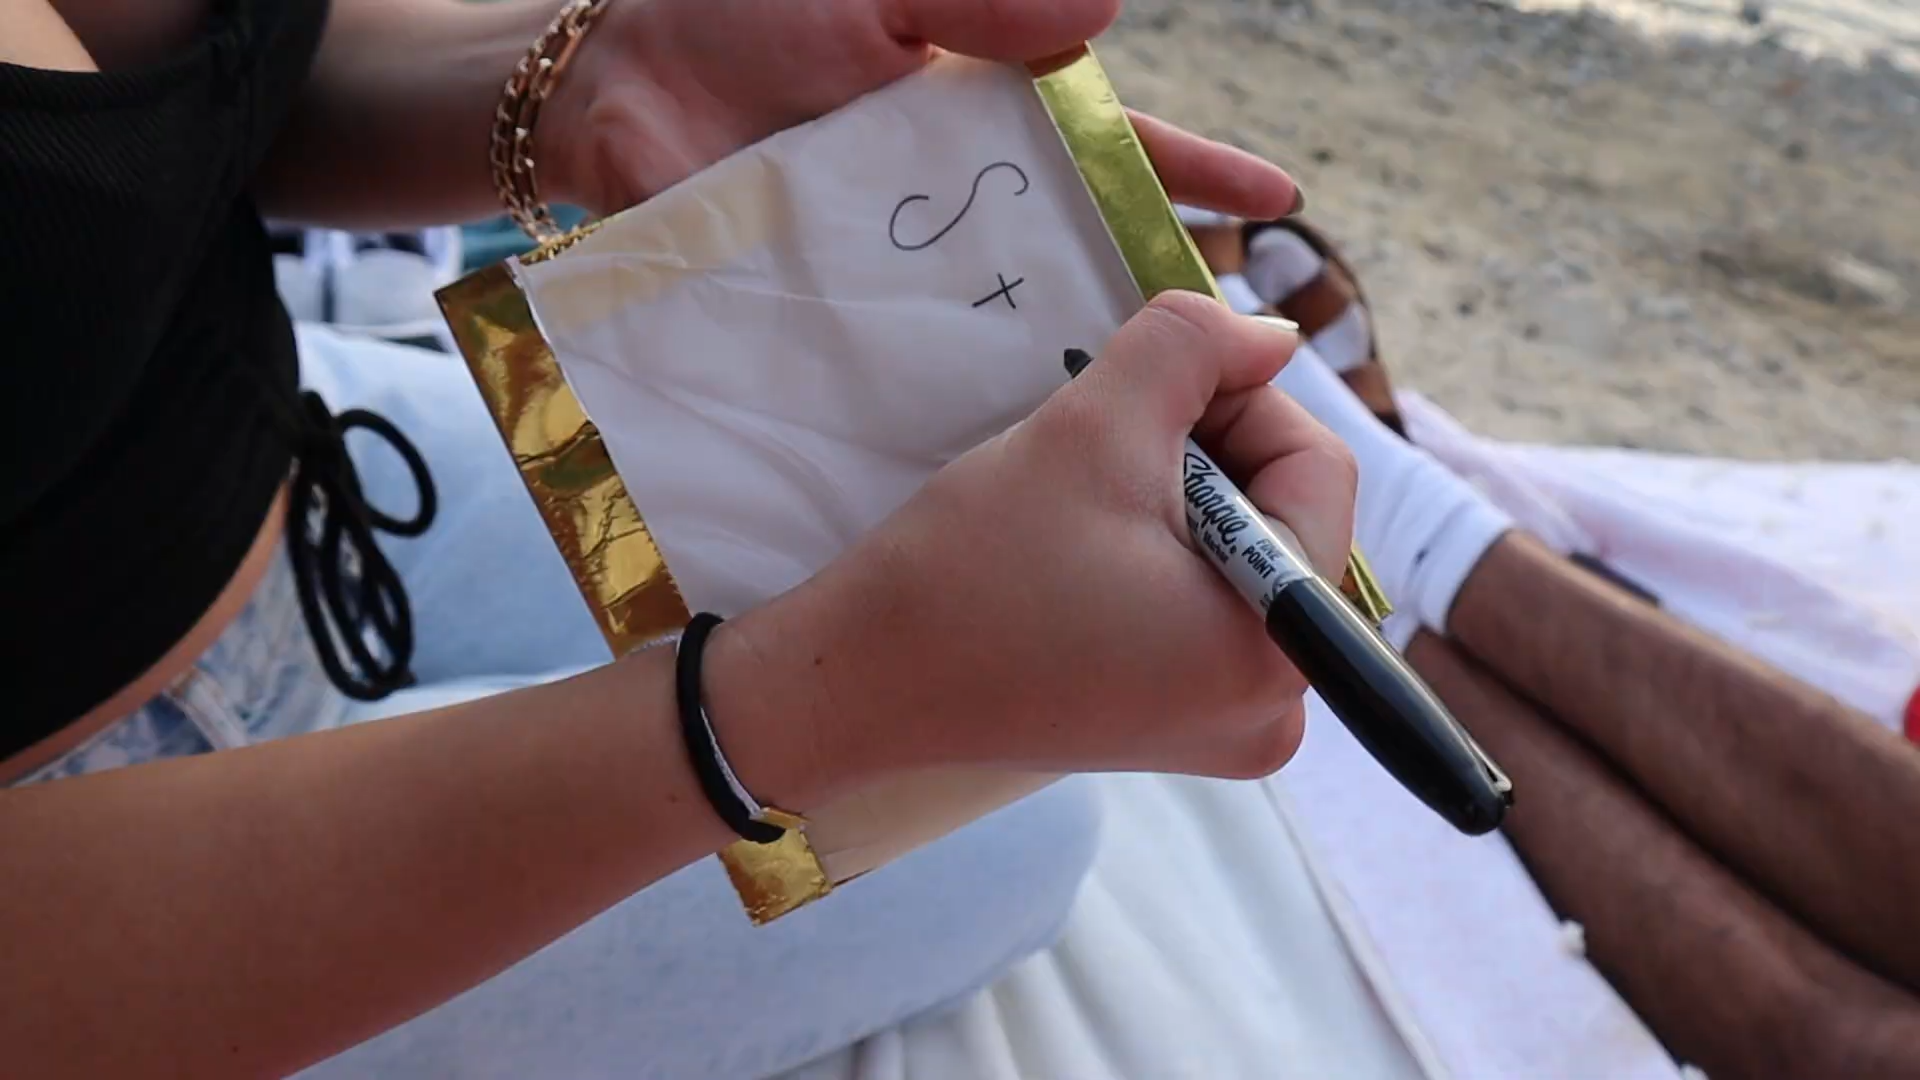 S
+
Sharpie.
FINE
POINT